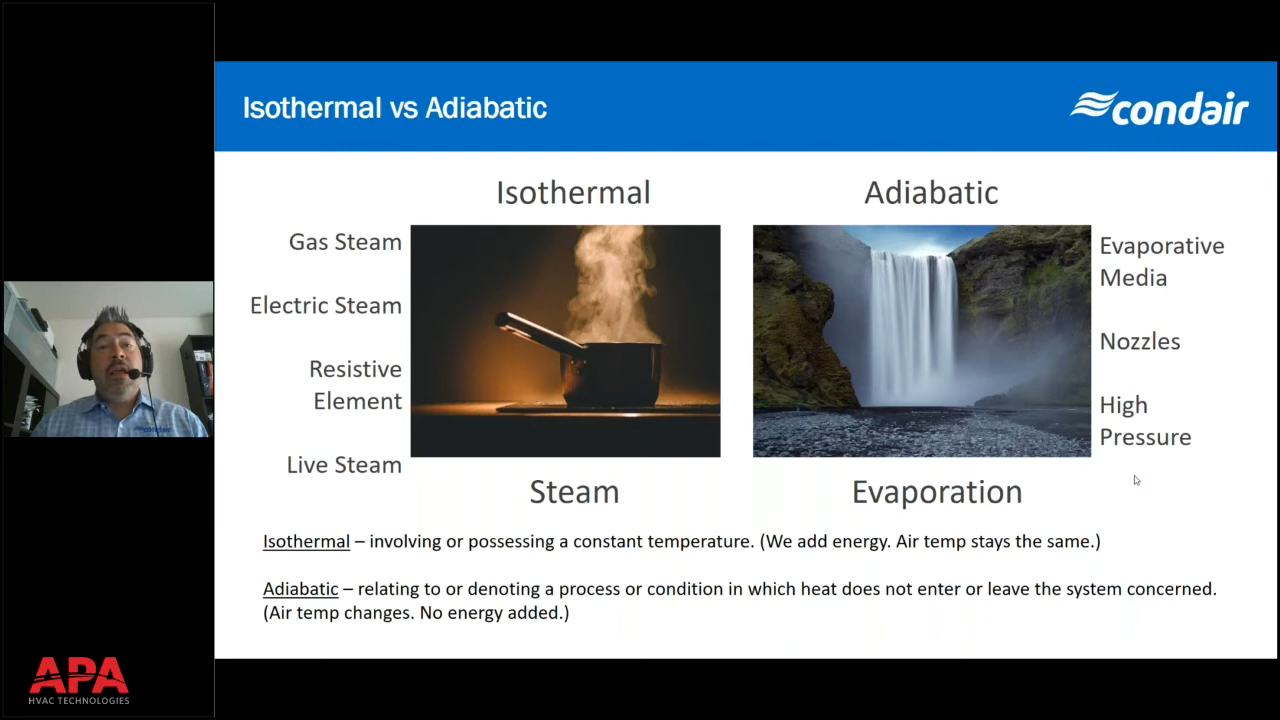 Isothermal vs Adiabatic
condair
Isothermal
Adiabatic
Gas Steam
Electric Steam
Resistive
Element
Live Steam
Evaporative
Media
Nozzles
High
Pressure
Steam
Evaporation
Isothermal – involving or possessing a constant temperature. (We add energy. Air temp stays the same.)
Adiabatic – relating to or denoting a process or condition in which heat does not enter or leave the system concerned.
(Air temp changes. No energy added.)
condair
APA
HVAC TECHNOLOGIES